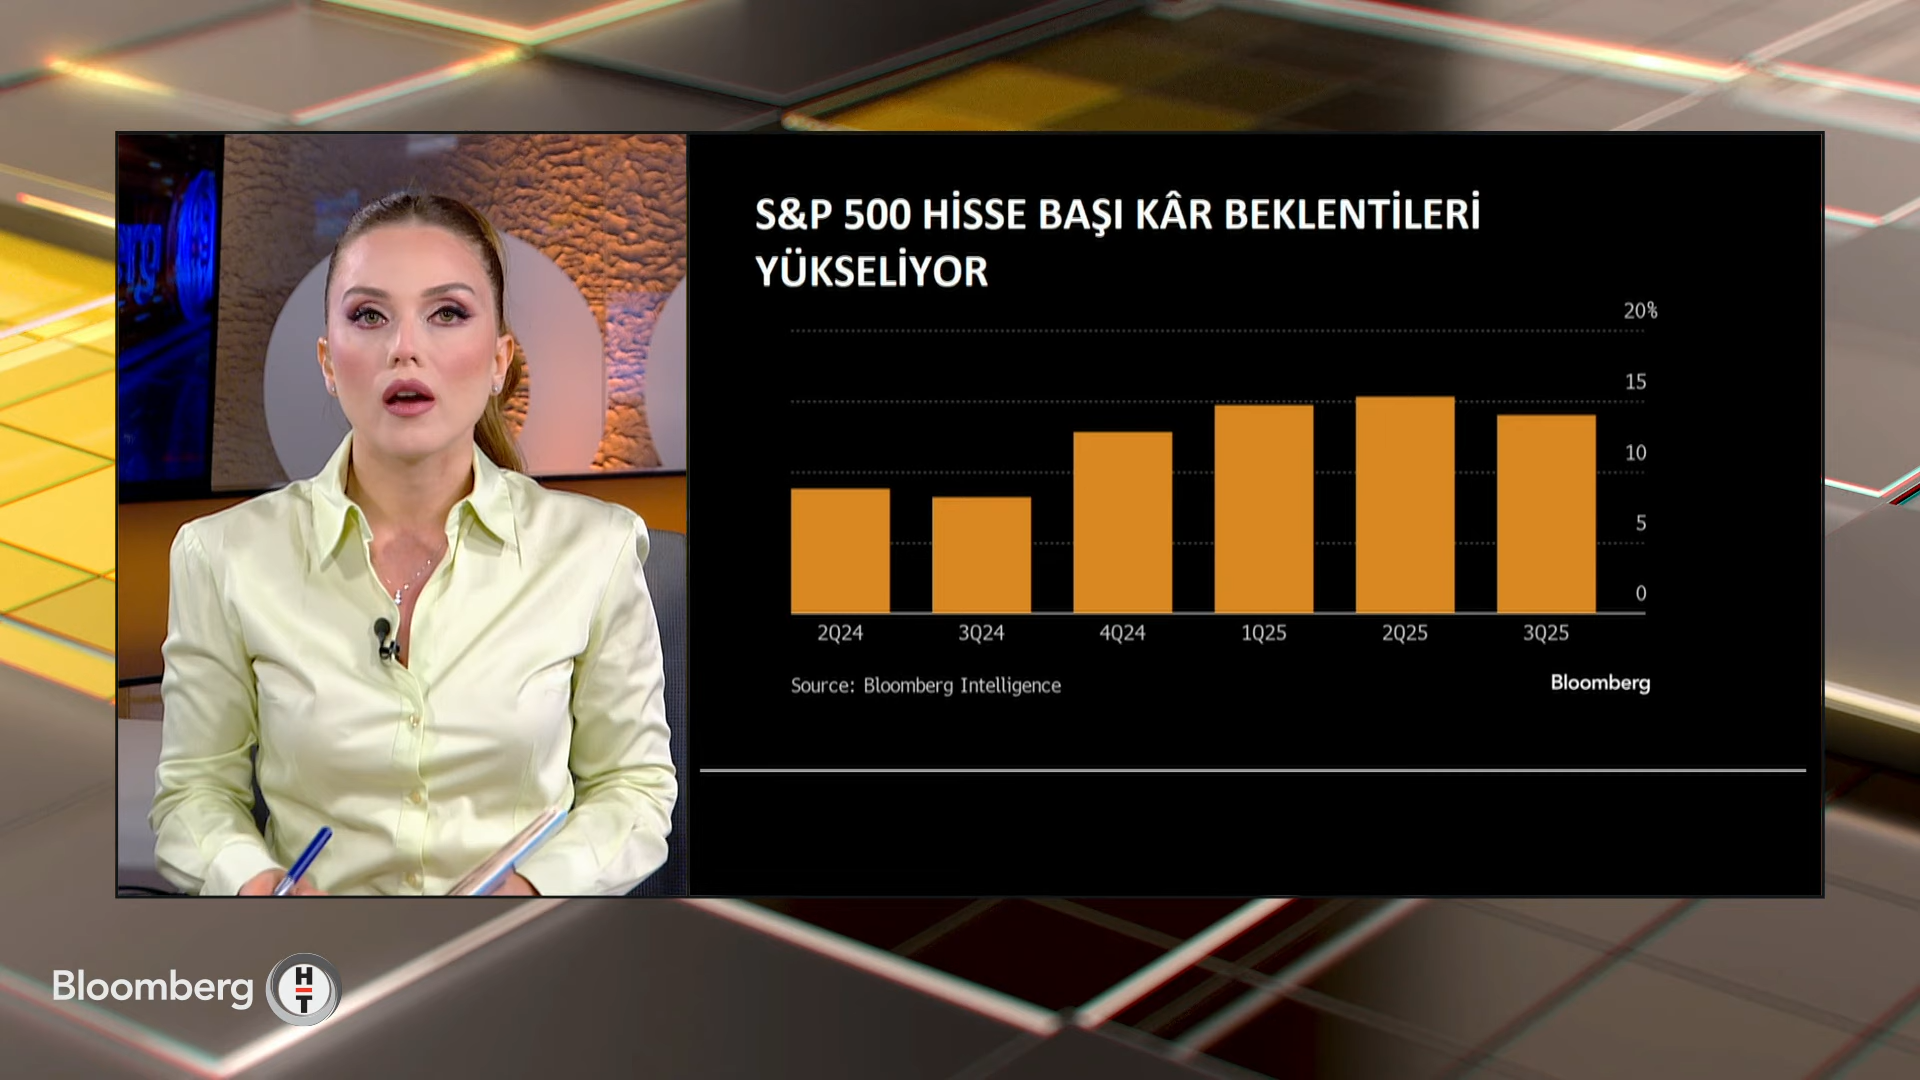 S&P 500 HİSSE BAŞI KÂR BEKLENTİLERİ
YÜKSELİYOR
20%
15
10
5
0
2Q24 3Q24 4Q24 1Q25 2Q25 3Q25
Source: Bloomberg Intelligence
Bloomberg
Bloomberg HT